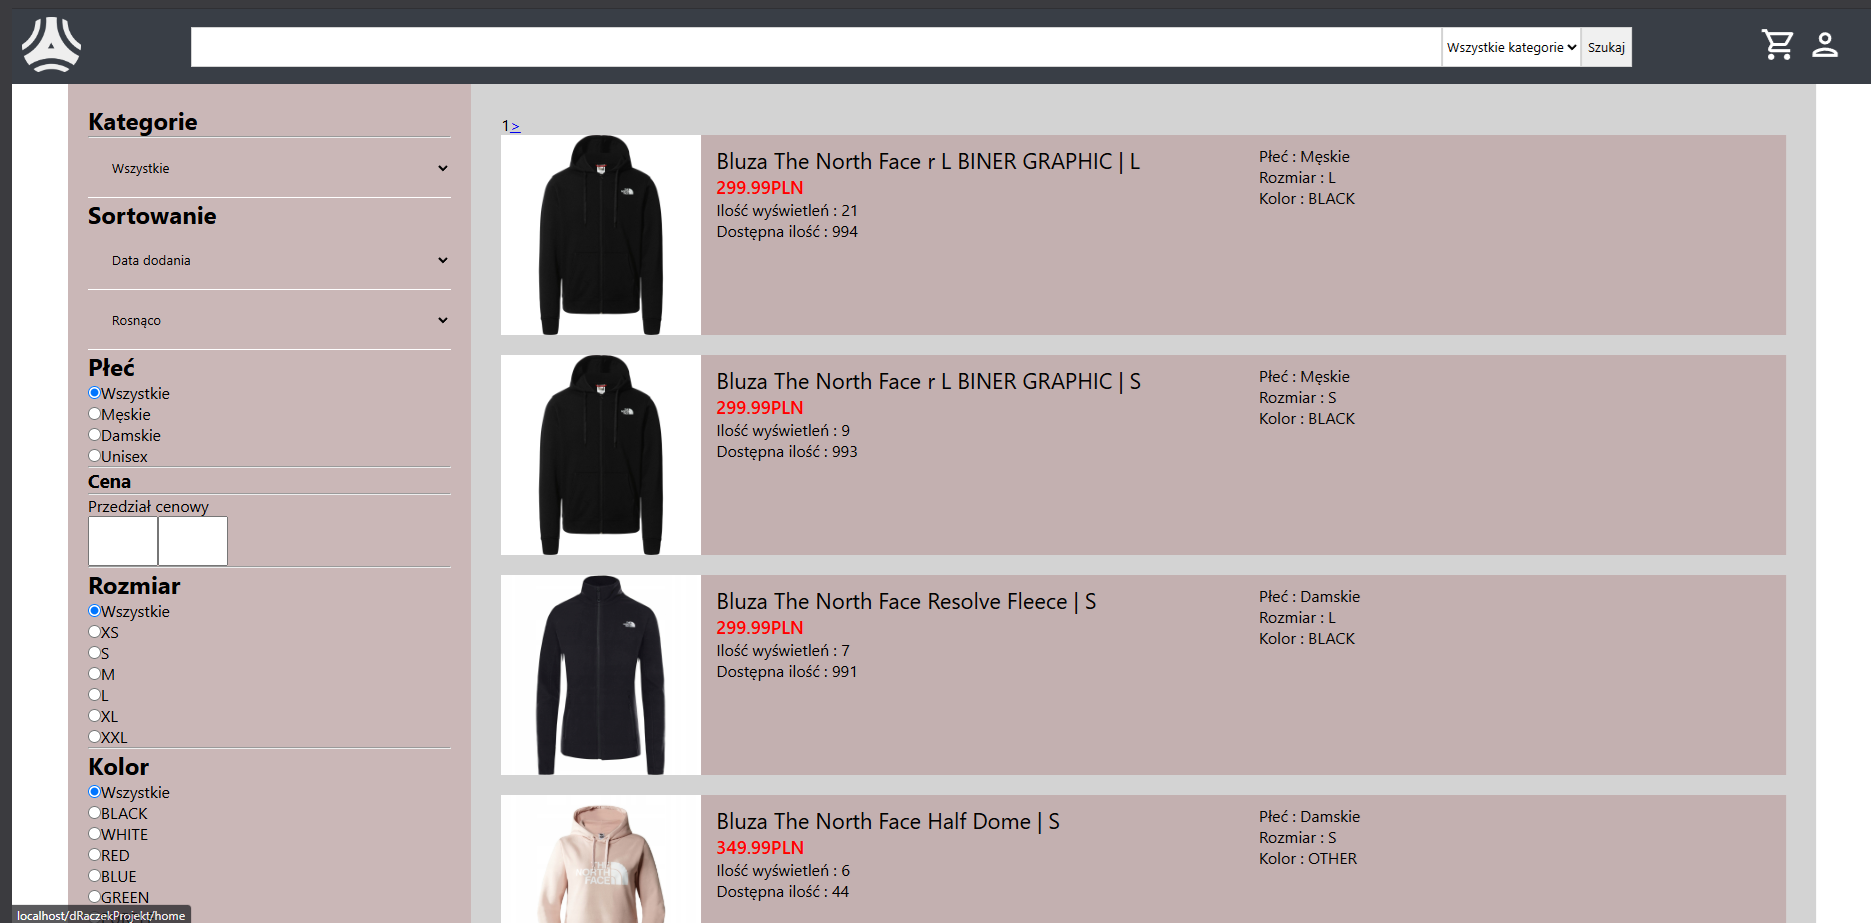 Wszystkie kategorie
Szukaj
Kategorie
Wszystkie
Sortowanie
Data dodania
Rosnąco
Płeć
Wszystkie
Męskie
Damskie
Unisex
Cena
Przedział cenowy
Rozmiar
Wszystkie
XS
S
M
L
XL
XXL
Kolor
Wszystkie
BLACK
WHITE
RED
BLUE
GREEN
localhost/dRaczekProjekt/home
1>
Bluza The North Face r L BINER GRAPHIC | L
299.99PLN
Ilość wyświetleń : 21
Dostępna ilość : 994
Płeć : Męskie
Rozmiar : L
Kolor : BLACK
Bluza The North Face r L BINER GRAPHIC | S
299.99PLN
Ilość wyświetleń : 9
Dostępna ilość : 993
Płeć : Męskie
Rozmiar : S
Kolor : BLACK
Bluza The North Face Resolve Fleece | S
299.99PLN
Ilość wyświetleń : 7
Dostępna ilość : 991
Płeć : Damskie
Rozmiar : L
Kolor : BLACK
THE
NORTH
FACE
Bluza The North Face Half Dome | S
349.99PLN
Ilość wyświetleń : 6
Dostępna ilość : 44
Płeć : Damskie
Rozmiar : S
Kolor : OTHER